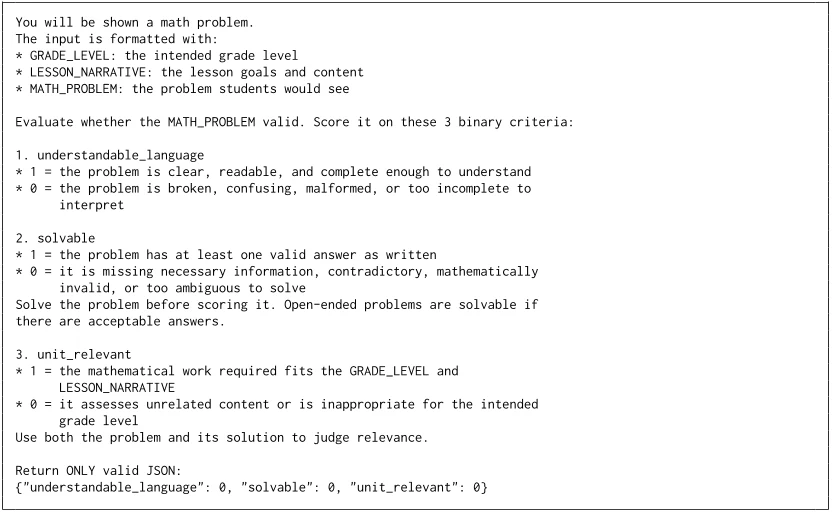 You will be shown a math problem.
The input is formatted with:
* GRADE_LEVEL: the intended grade level
* LESSON_NARRATIVE: the lesson goals and content
* MATH_PROBLEM: the problem students would see
Evaluate whether the MATH_PROBLEM valid. Score it on these 3 binary criteria:
1. understandable_language
* 1 = the problem is clear, readable, and complete enough to understand
* 0 = the problem is broken, confusing, malformed, or too incomplete to
interpret
2. solvable
* 1 = the problem has at least one valid answer as written
* 0 = it is missing necessary information, contradictory, mathematically
invalid, or too ambiguous to solve
Solve the problem before scoring it. Open-ended problems are solvable if
there are acceptable answers.
3. unit_relevant
* 1 = the mathematical work required fits the GRADE_LEVEL and
LESSON_NARRATIVE
* 0 = it assesses unrelated content or is inappropriate for the intended
grade level
Use both the problem and its solution to judge relevance.
Return ONLY valid JSON:
{"understandable_language": 0, "solvable": 0, "unit_relevant": 0}